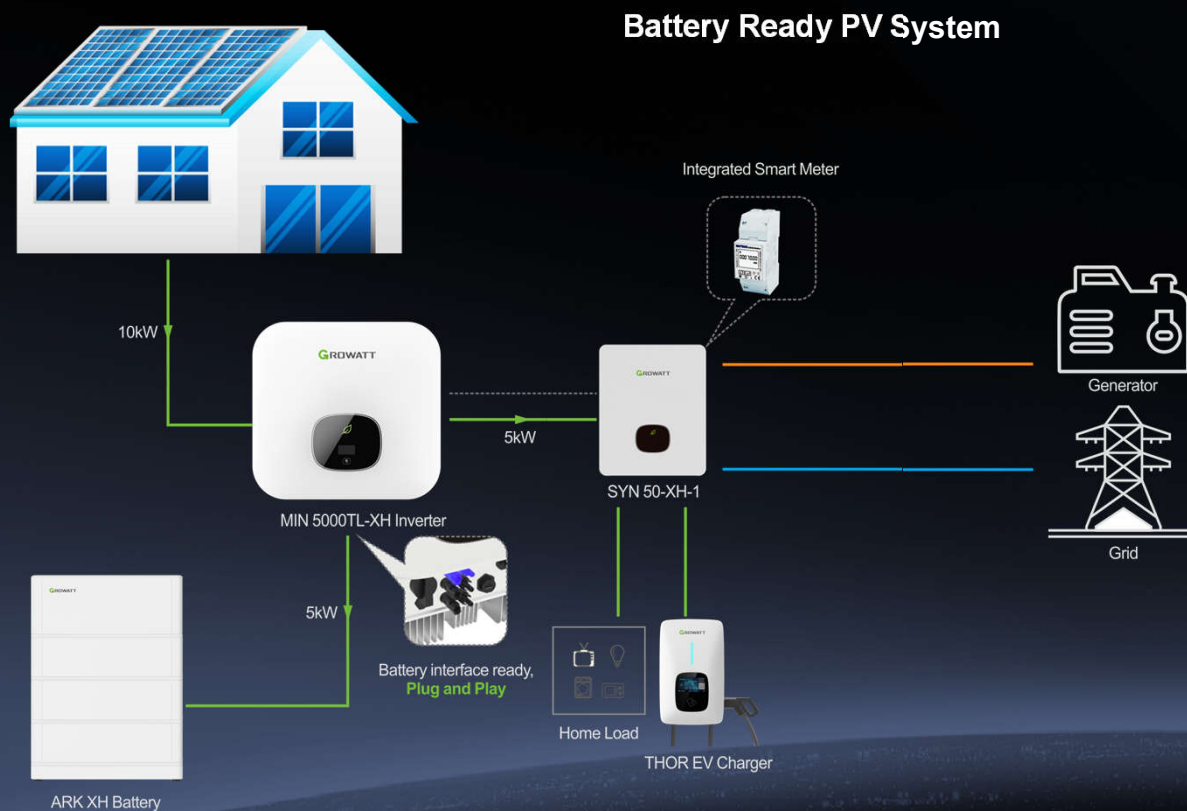 Battery Ready PV System
Integrated Smart Meter
10kW
GROWATT
GROWATT
Generator
5kW
SYN 50-XH-1
MIN 5000TL-XH Inverter
Grid
GROWATT
5kW
GROWATT
Battery interface ready,
Plug and Play
Home Load
THOR EV Charger
ARK XH Battery